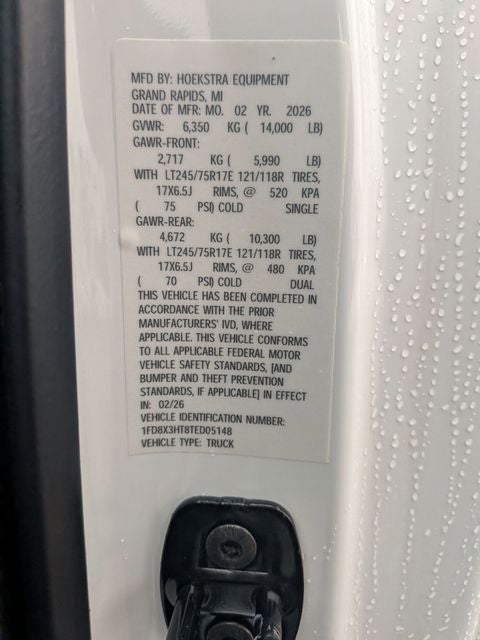 MFD BY: HOEKSTRA EQUIPMENT
GRAND RAPIDS, MI
DATE OF MFR: MO. 02 YR. 2026
GVWR: 6,350 KG ( 14,000 LB)
GAWR-FRONT:
2,717 KG ( 5,990 LB)
WITH LT245/75R17E 121/118R TIRES,
17X6.5J RIMS, @ 520 KPA
( 75 PSI) COLD SINGLE
GAWR-REAR:
4,672 KG ( 10,300 LB)
WITH LT245/75R17E 121/118R TIRES,
17X6.5J RIMS, @ 480 KPA
( 70 PSI) COLD DUAL
THIS VEHICLE HAS BEEN COMPLETED IN
ACCORDANCE WITH THE PRIOR
MANUFACTURERS' IVD, WHERE
APPLICABLE. THIS VEHICLE CONFORMS
TO ALL APPLICABLE FEDERAL MOTOR
VEHICLE SAFETY STANDARDS, [AND
BUMPER AND THEFT PREVENTION
STANDARDS, IF APPLICABLE] IN EFFECT
IN: 02/26
VEHICLE IDENTIFICATION NUMBER:
1FD8X3HT8TED05148
VEHICLE TYPE: TRUCK